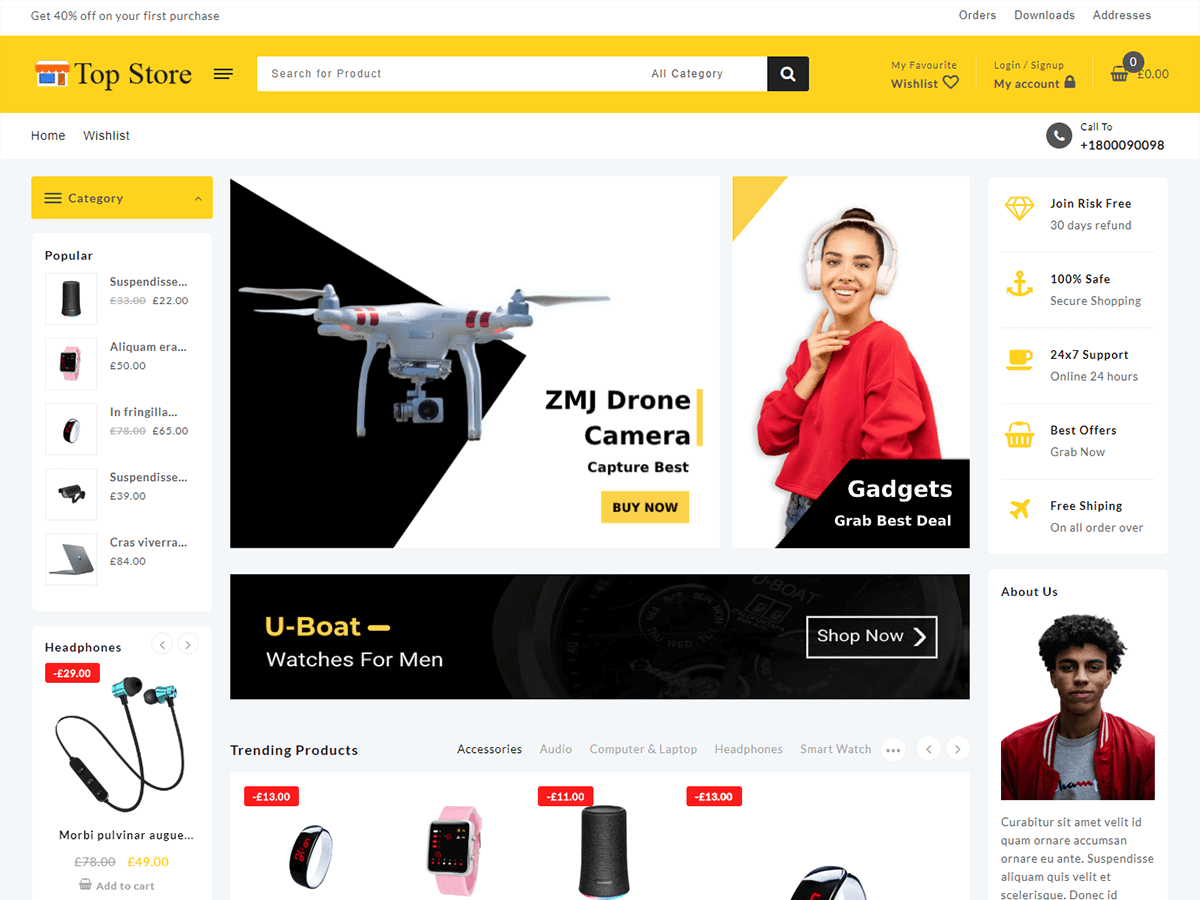 Get 40% off on your first purchase
Orders Downloads Addresses
Top Store
Search for Product
All Category
My Favourite
Wishlist
Login / Signup
My account
0
£0.00
Home Wishlist
Call To
+1800090098
Category
Popular
Suspendisse...
£33.00 £22.00
Aliquam era...
£50.00
In fringilla...
£78.00 £65.00
Suspendisse...
£39.00
Cras viverra...
£84.00
Headphones
-£29.00
Morbi pulvinar augue...
£78.00 £49.00
Add to cart
ZMJ Drone
Camera
Capture Best
BUY NOW
Gadgets
Grab Best Deal
U-Boat
Watches For Men
U-BOAT
Shop Now
Trending Products
Accessories Audio Computer & Laptop Headphones Smart Watch
-£13.00
-£11.00
-£13.00
Join Risk Free
30 days refund
100% Safe
Secure Shopping
24x7 Support
Online 24 hours
Best Offers
Grab Now
Free Shiping
On all order over
About Us
Curabitur sit amet velit id
quam ornare accumsan
ornare eu ante. Suspendisse
aliquam quis velit et
scelerisque. Donec id